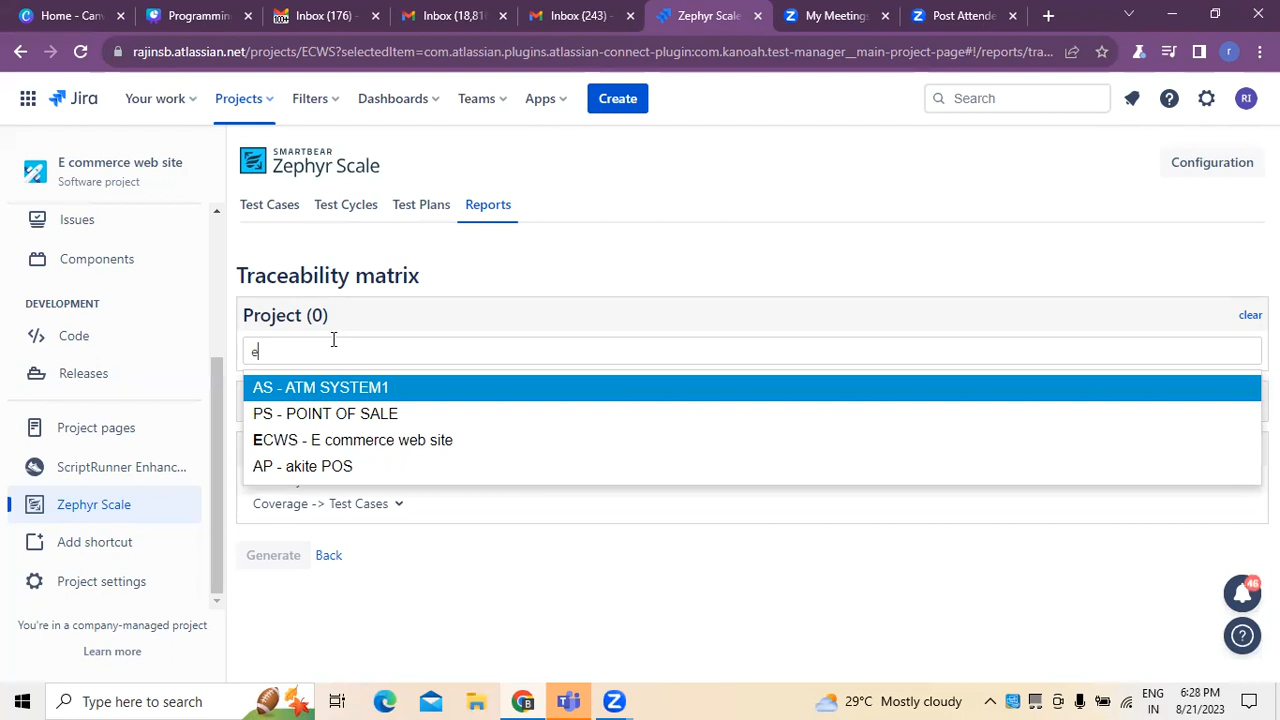 Home - Can
Programmin
Inbox (176) -
Inbox (18,81
Inbox (243) -
Zephyr Scale
My Meetings
Post Attende
rajinsb.atlassian.net/projects/ECWS?selectedItem=com.atlassian.plugins.atlassian-connect-plugin:com.kanoah.test-manager__main-project-page#!/reports/tra...
r
Jira
Your work
Projects
Filters
Dashboards
Teams
Apps
Create
Search
RI
E commerce web site
Software project
Issues
Components
DEVELOPMENT
Code
Releases
Project pages
ScriptRunner Enhanc...
Zephyr Scale
Add shortcut
Project settings
You're in a company-managed project
Learn more
SMARTBEAR
Zephyr Scale
Configuration
Test Cases
Test Cycles
Test Plans
Reports
Traceability matrix
Project (0)
clear
e
AS - ATM SYSTEM1
PS - POINT OF SALE
ECWS - E commerce web site
AP - akite POS
Coverage -> Test Cases
Generate
Back
46
Type here to search
29°C Mostly cloudy
ENG
IN
6:28 PM
8/21/2023